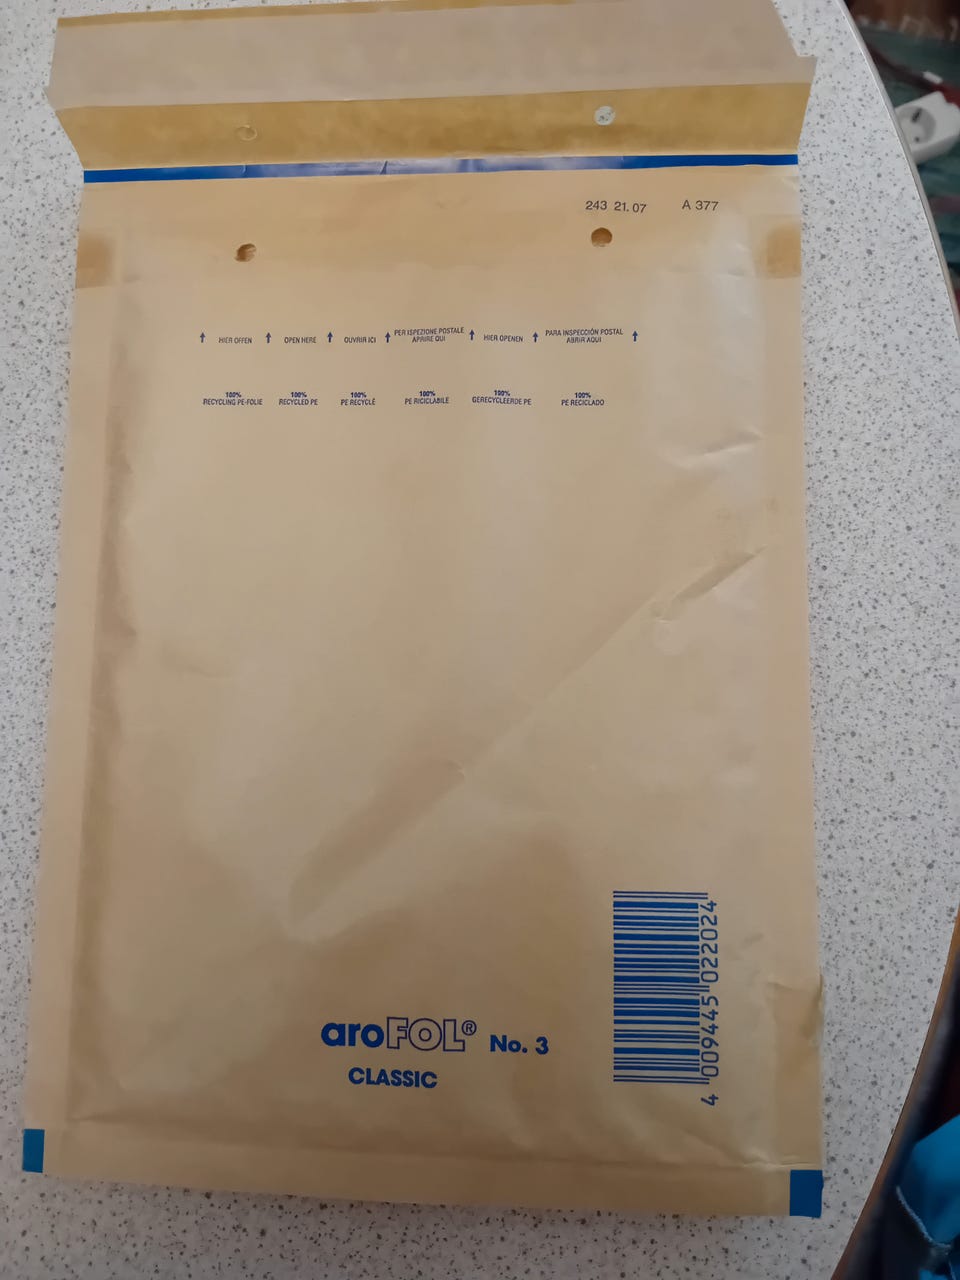 243 21.07 A 377
HIER OFFEN
OPEN HERE
OUVRIR ICI
PER ISPEZIONE POSTALE
APRIRE QUI
HIER OPENEN
PARA INSPECCIÓN POSTAL
ABRIR AQUI
100%
RECYCLING PE-FOLIE
100%
RECYCLED PE
100%
PE RECYCLÉ
100%
PE RICICLÀBILE
100%
GERECYCLEERDE PE
100%
PE RECICLADO
aroFOL® No. 3
CLASSIC
4 009445 022024